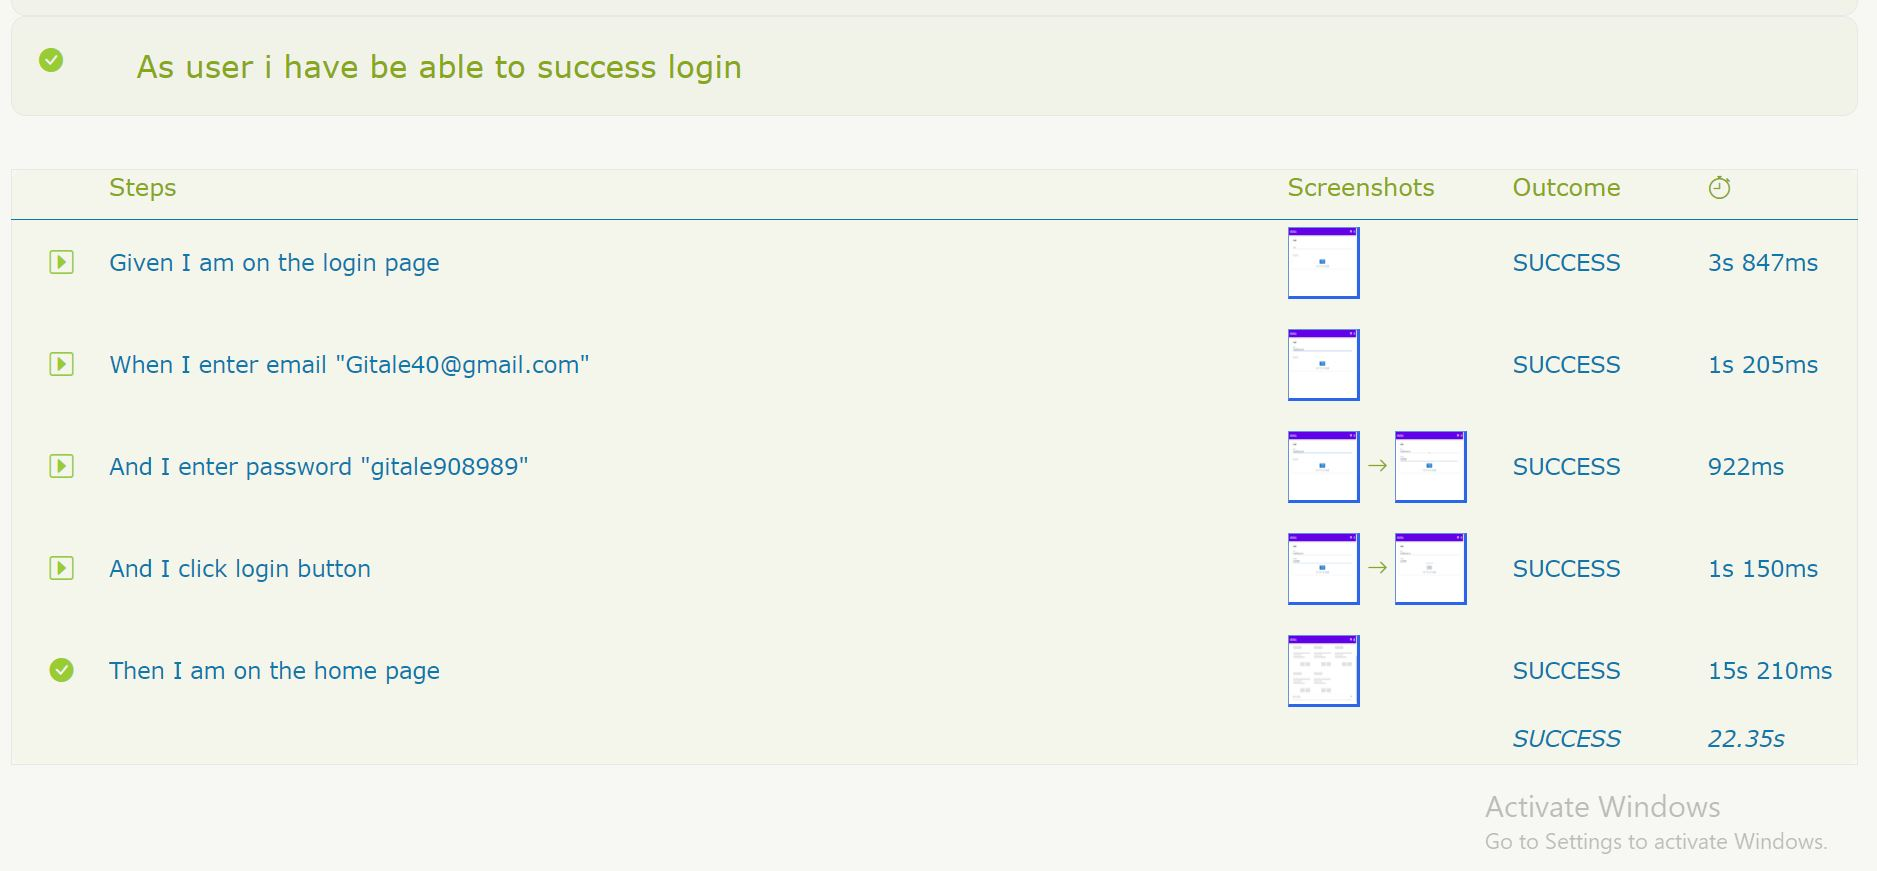 As user i have be able to success login
Steps Screenshots Outcome
Given I am on the login page SUCCESS 3s 847ms
When I enter email "Gitale40@gmail.com" SUCCESS 1s 205ms
And I enter password "gitale908989" SUCCESS 922ms
And I click login button SUCCESS 1s 150ms
Then I am on the home page SUCCESS 15s 210ms
SUCCESS 22.35s
Activate Windows
Go to Settings to activate Windows.